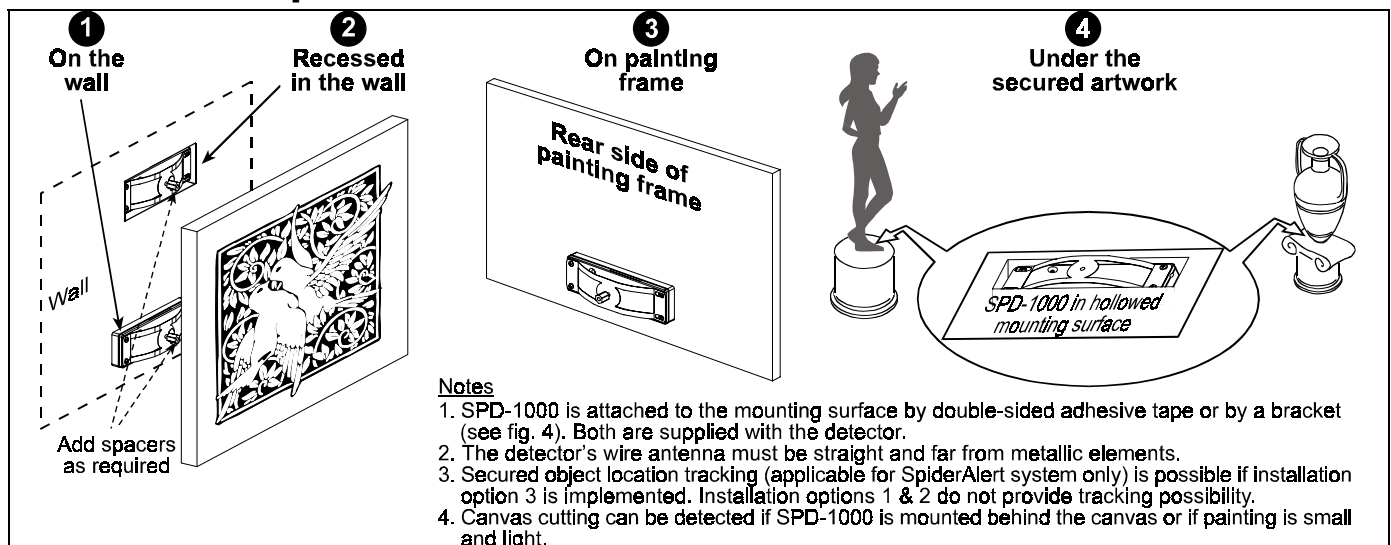 1
On the
wall
2
Recessed
in the wall
3
On painting
frame
4
Under the
secured artwork
Wall
Rear side of
painting frame
SPD-1000 in hollowed
mounting surface
Add spacers
as required
Notes
1. SPD-1000 is attached to the mounting surface by double-sided adhesive tape or by a bracket
(see fig. 4). Both are supplied with the detector.
2. The detector's wire antenna must be straight and far from metallic elements.
3. Secured object location tracking (applicable for SpiderAlert system only) is possible if installation
option 3 is implemented. Installation options 1 & 2 do not provide tracking possibility.
4. Canvas cutting can be detected if SPD-1000 is mounted behind the canvas or if painting is small
and light.